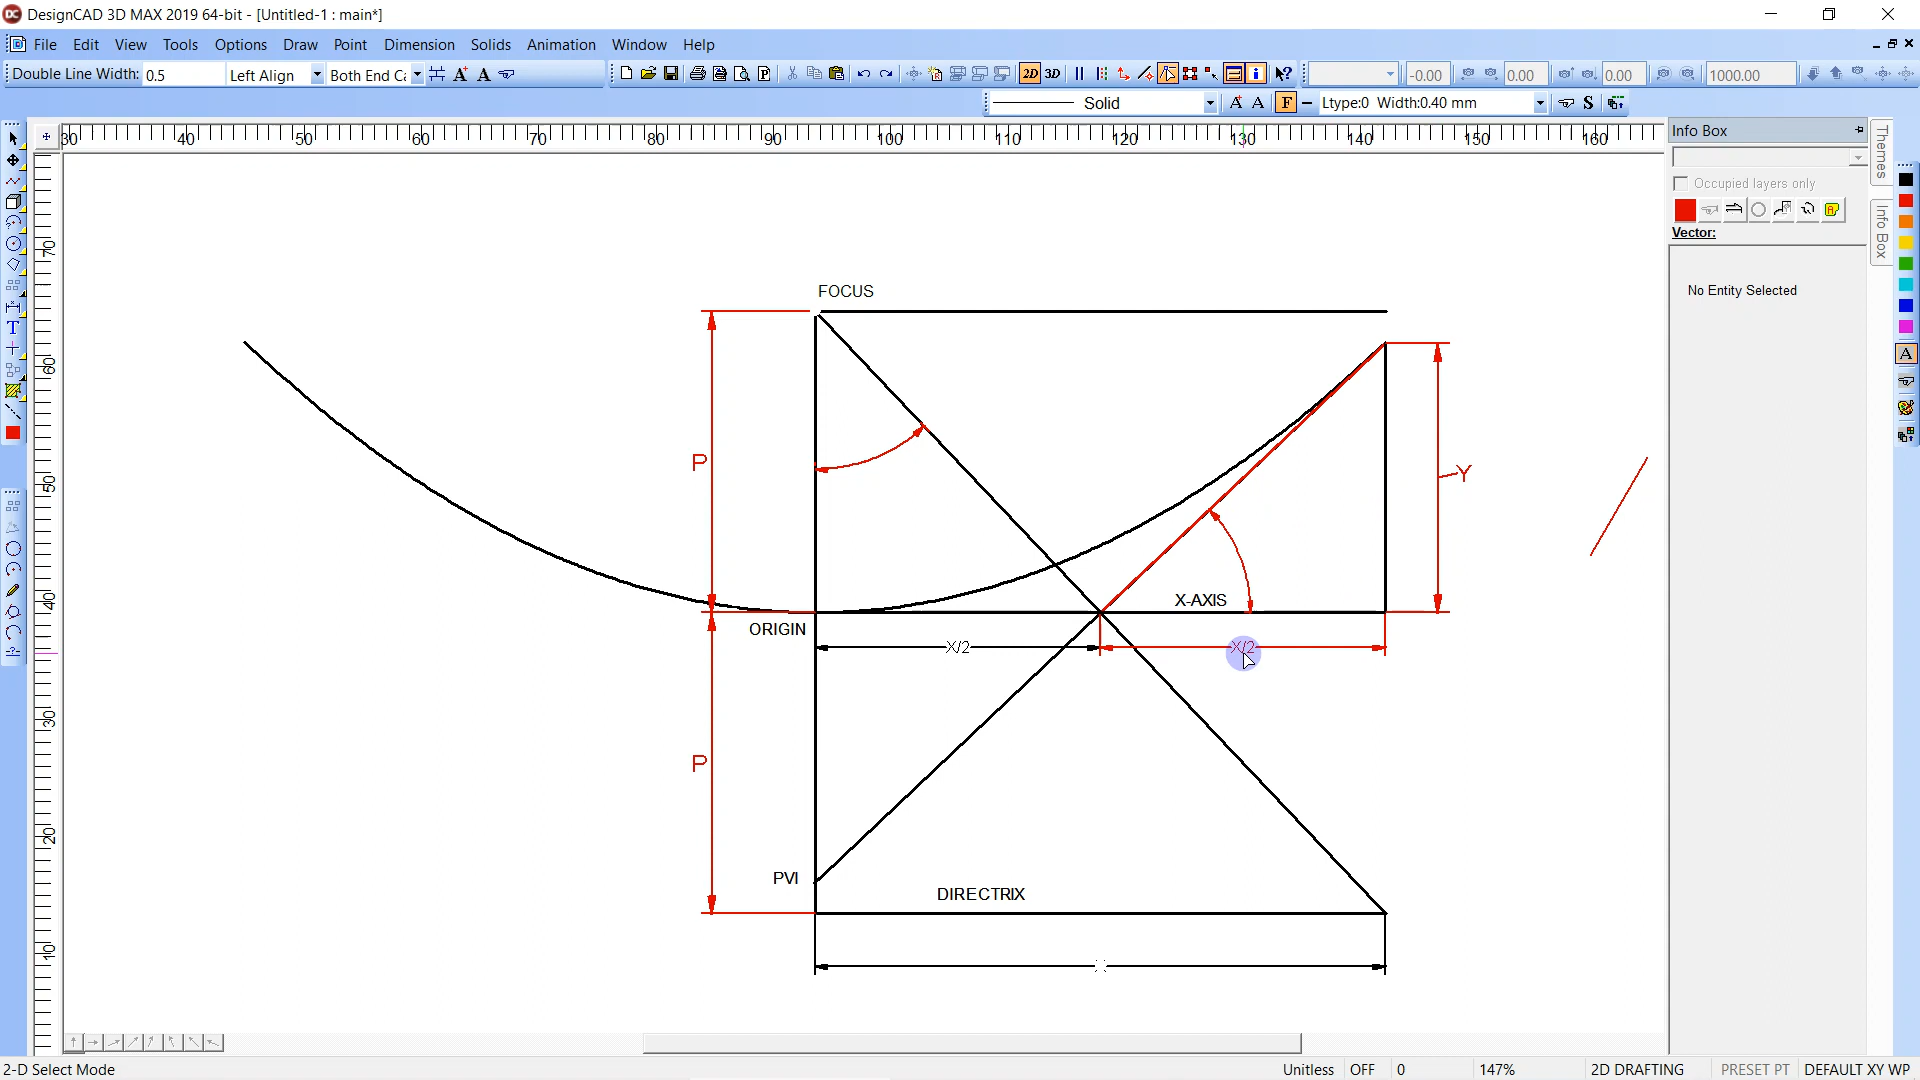 DesignCAD 3D MAX 2019 64-bit - [Untitled-1 : main*]
File Edit View Tools Options Draw Point Dimension Solids Animation Window Help
Double Line Width: 0.5 Left Align Both End Ca 2D 3D -0.00 0.00 0.00 1000.00
Solid F Ltype:0 Width:0.40 mm S
30 40 50 60 70 80 90 100 110 120 130 140 150 160
Info Box
Occupied layers only
Vector:
No Entity Selected
Themes
Info Box
70
60
50
40
30
20
10
FOCUS
P
Y
X-AXIS
ORIGIN
X/2
X/2
P
PVI
DIRECTRIX
2-D Select Mode Unitless OFF 0 147% 2D DRAFTING PRESET PT DEFAULT XY WP